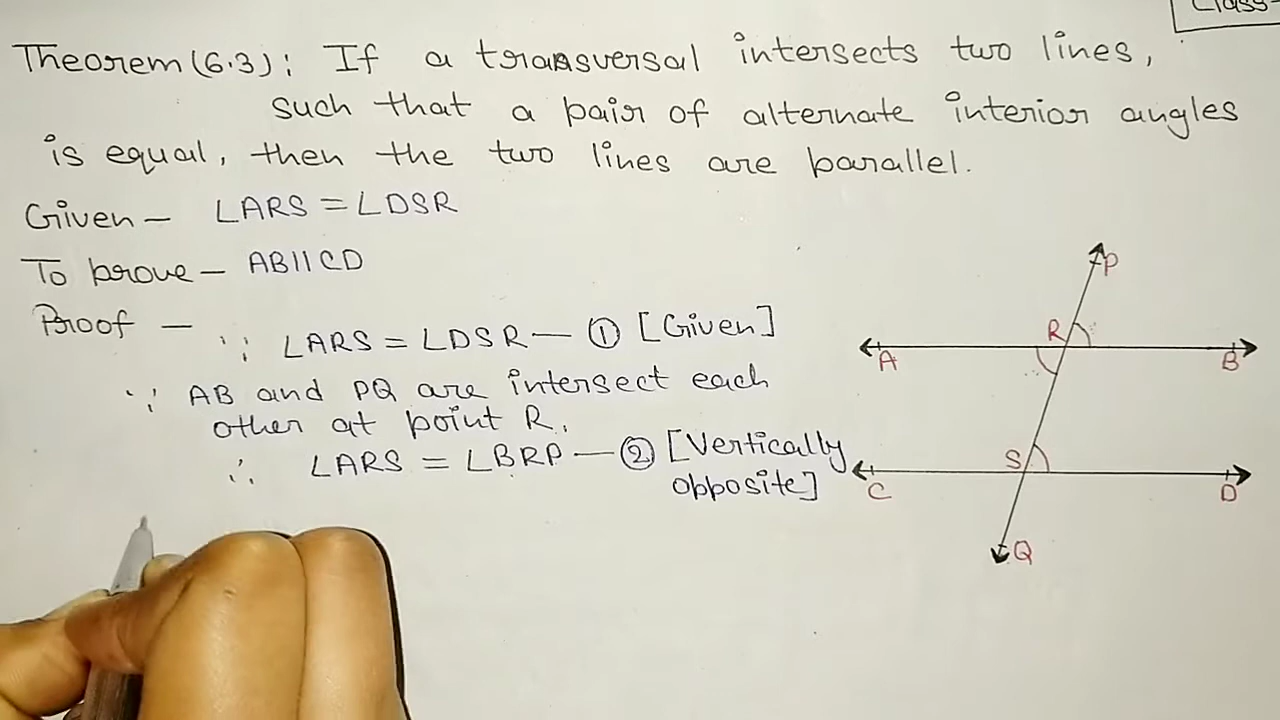 Class-
Theorem (6.3): If a transversal intersects two lines,
such that a pair of alternate interior angles
is equal, then the two lines are parallel.
Given – ∠ARS = ∠DSR
To prove – AB||CD
Proof –
∵ ∠ARS = ∠DSR — ① [Given]
∵ AB and PQ are intersect each
other at point R.
∴ ∠ARS = ∠BRP — ② [Vertically
opposite]
P
R
A
B
S
C
D
Q